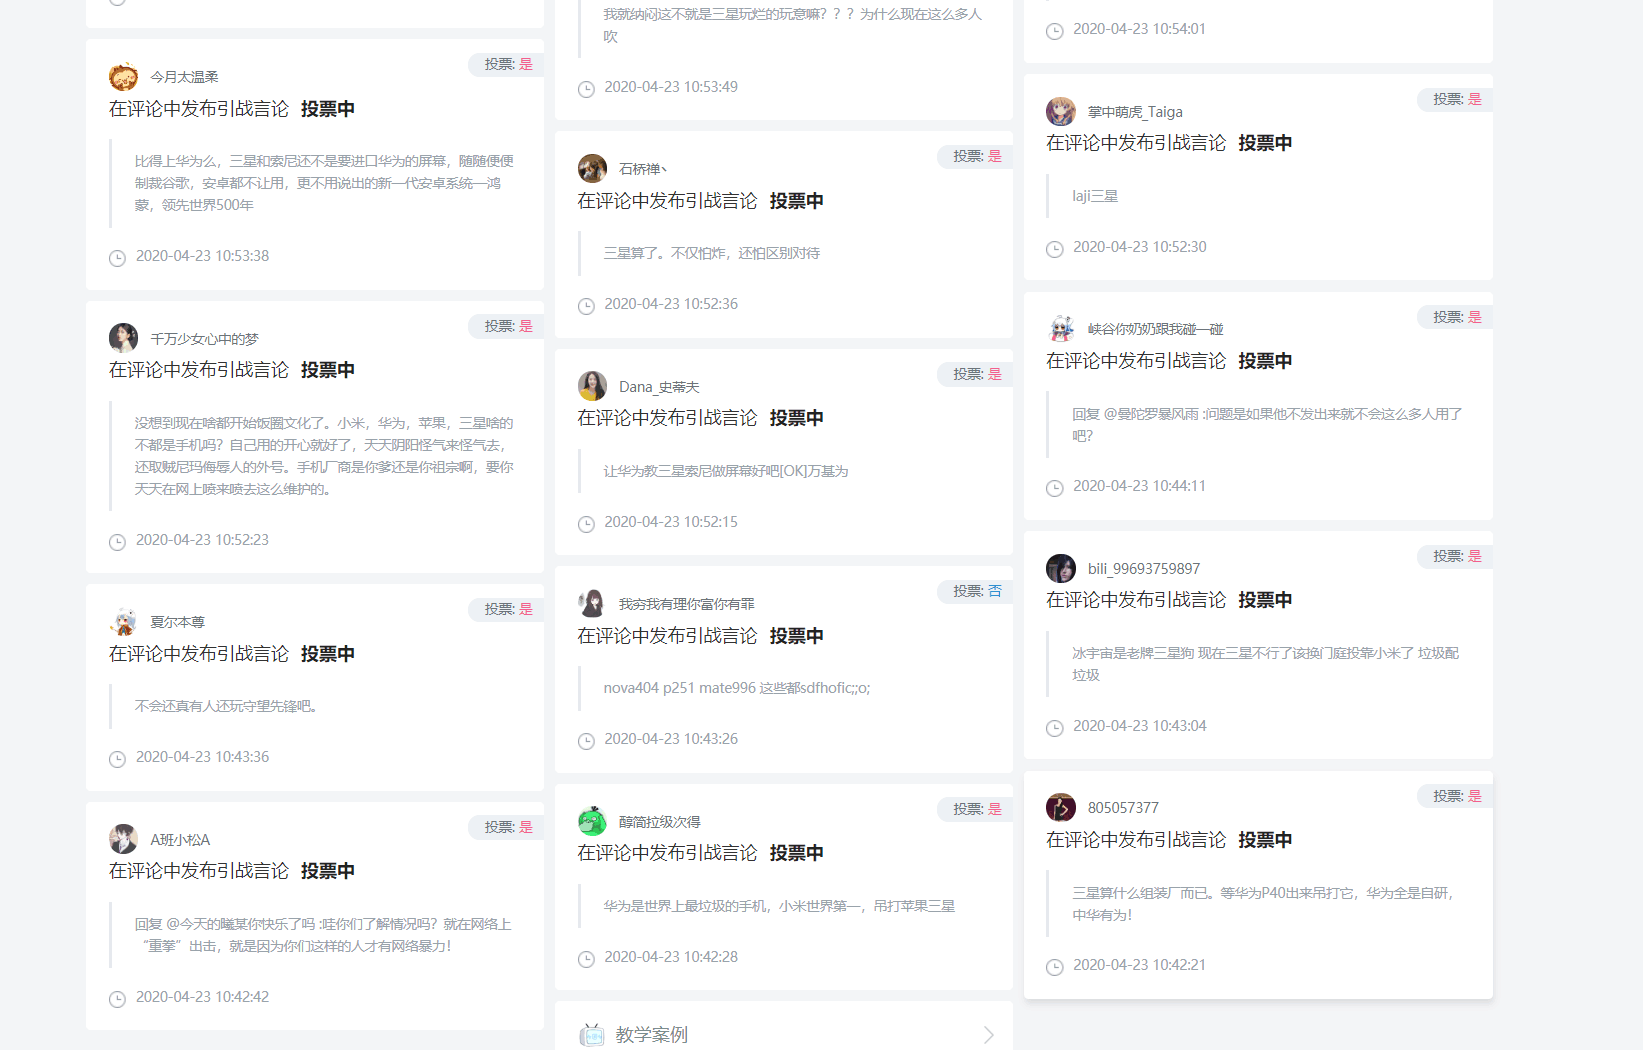 投票: 是
今月太温柔
在评论中发布引战言论 投票中
比得上华为么，三星和索尼还不是要进口华为的屏幕，随随便便
制裁谷歌，安卓都不让用，更不用说出的新一代安卓系统—鸿
蒙，领先世界500年
2020-04-23 10:53:38
投票: 是
千万少女心中的梦
在评论中发布引战言论 投票中
没想到现在啥都开始饭圈文化了。小米，华为，苹果，三星啥的
不都是手机吗？自己用的开心就好了，天天阴阳怪气来怪气去，
还取贼尼玛侮辱人的外号。手机厂商是你爹还是你祖宗啊，要你
天天在网上喷来喷去这么维护的。
2020-04-23 10:52:23
投票: 是
夏尔本尊
在评论中发布引战言论 投票中
不会还真有人还玩守望先锋吧。
2020-04-23 10:43:36
投票: 是
A班小松A
在评论中发布引战言论 投票中
回复 @今天的曦某你快乐了吗 :哇你们了解情况吗？就在网络上
“重拳”出击，就是因为你们这样的人才有网络暴力！
2020-04-23 10:42:42
我就纳闷这不就是三星玩烂的玩意嘛？？？为什么现在这么多人
吹
2020-04-23 10:53:49
投票: 是
石桥禅丶
在评论中发布引战言论 投票中
三星算了。不仅怕炸，还怕区别对待
2020-04-23 10:52:36
投票: 是
Dana_史蒂夫
在评论中发布引战言论 投票中
让华为教三星索尼做屏幕好吧[OK]万基为
2020-04-23 10:52:15
投票: 否
我穷我有理你富你有罪
在评论中发布引战言论 投票中
nova404 p251 mate996 这些都sdfhofic;;o;
2020-04-23 10:43:26
投票: 是
醇简拉级次得
在评论中发布引战言论 投票中
华为是世界上最垃圾的手机，小米世界第一，吊打苹果三星
2020-04-23 10:42:28
教学案例
2020-04-23 10:54:01
投票: 是
掌中萌虎_Taiga
在评论中发布引战言论 投票中
laji三星
2020-04-23 10:52:30
投票: 是
峡谷你奶奶跟我碰一碰
在评论中发布引战言论 投票中
回复 @曼陀罗暴风雨 :问题是如果他不发出来就不会这么多人用了
吧？
2020-04-23 10:44:11
投票: 是
bili_99693759897
在评论中发布引战言论 投票中
冰宇宙是老牌三星狗 现在三星不行了该换门庭投靠小米了 垃圾配
垃圾
2020-04-23 10:43:04
投票: 是
805057377
在评论中发布引战言论 投票中
三星算什么组装厂而已。等华为P40出来吊打它，华为全是自研，
中华有为！
2020-04-23 10:42:21